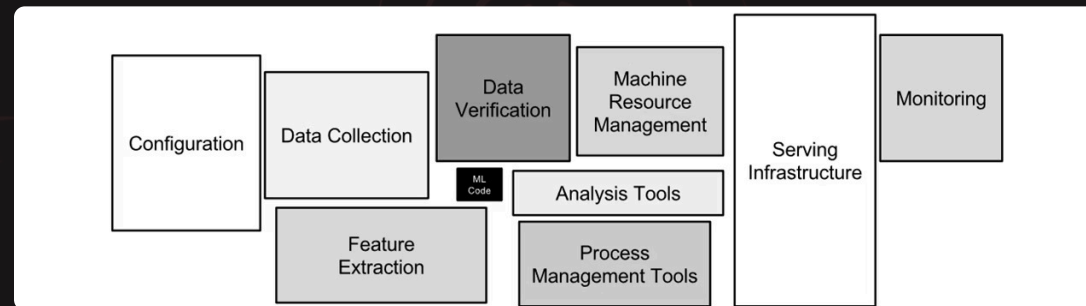 Configuration
Data Collection
Data
Verification
Machine
Resource
Management
Serving
Infrastructure
Monitoring
ML
Code
Analysis Tools
Feature
Extraction
Process
Management Tools